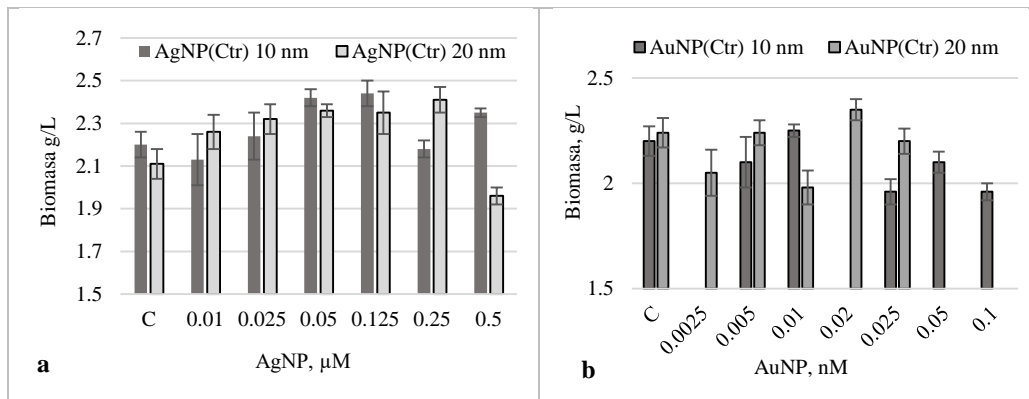 AgNP(Ctr) 10 nm AgNP(Ctr) 20 nm
2.7
2.5
2.3
2.1
1.9
1.7
1.5
Biomasa g/L
C 0.01 0.025 0.05 0.125 0.25 0.5
AgNP, µM
a
AuNP(Ctr) 10 nm AuNP(Ctr) 20 nm
2.5
2
1.5
Biomasa, g/L
C 0.0025 0.005 0.01 0.02 0.025 0.05 0.1
AuNP, nM
b